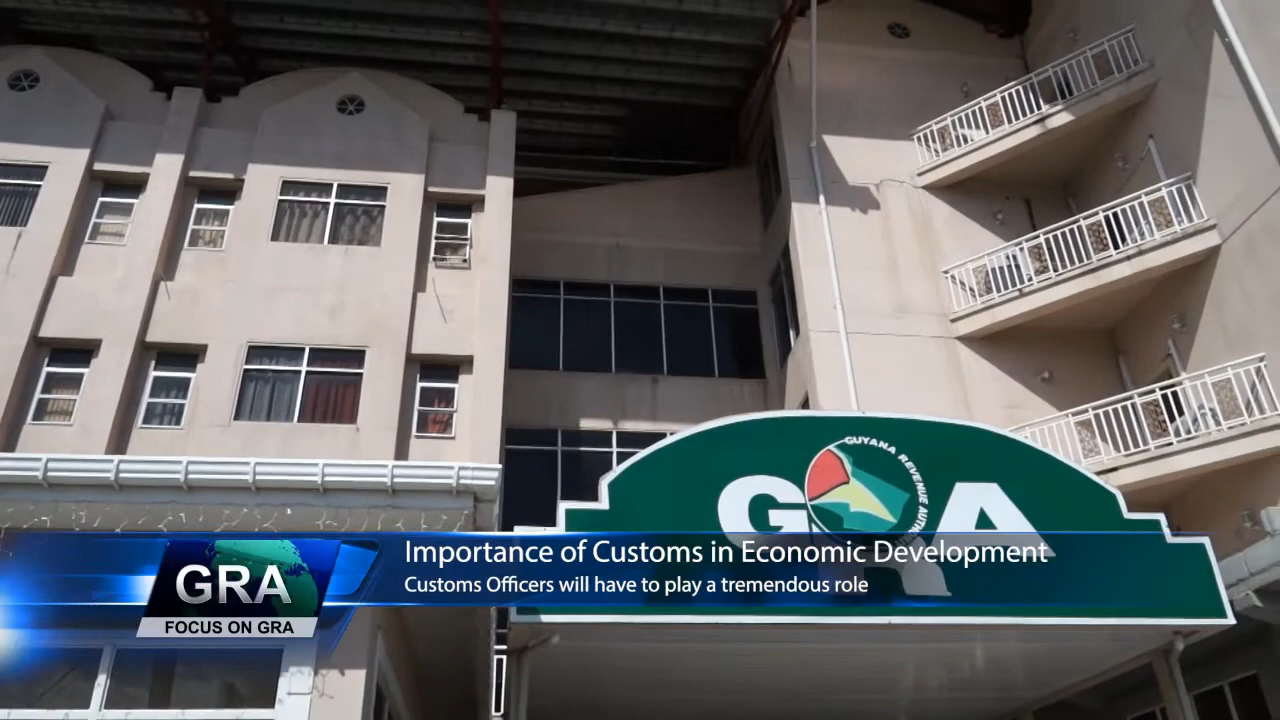 GUYANA REVENUE
GRA
Importance of Customs in Economic Development
Customs Officers will have to play a tremendous role
GRA
FOCUS ON GRA